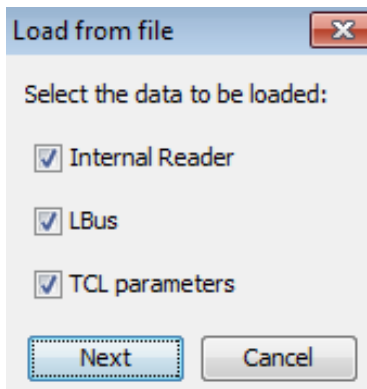 Load from file
Select the data to be loaded:
Internal Reader
LBus
TCL parameters
Next Cancel